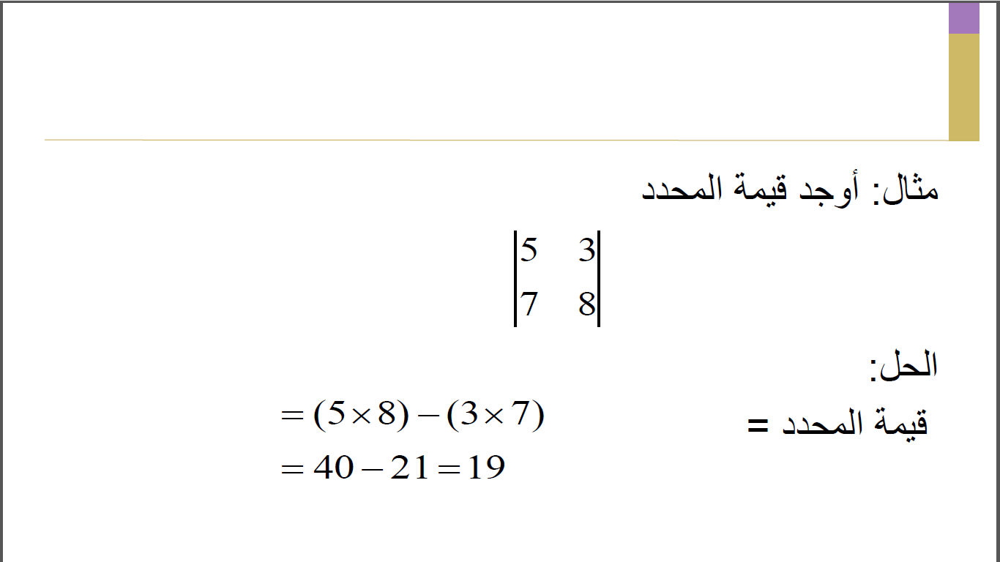 مثال: أوجد قيمة المحدد
|5 3|
|7 8|
الحل:
قيمة المحدد =
= (5×8) − (3×7)
= 40 − 21 = 19